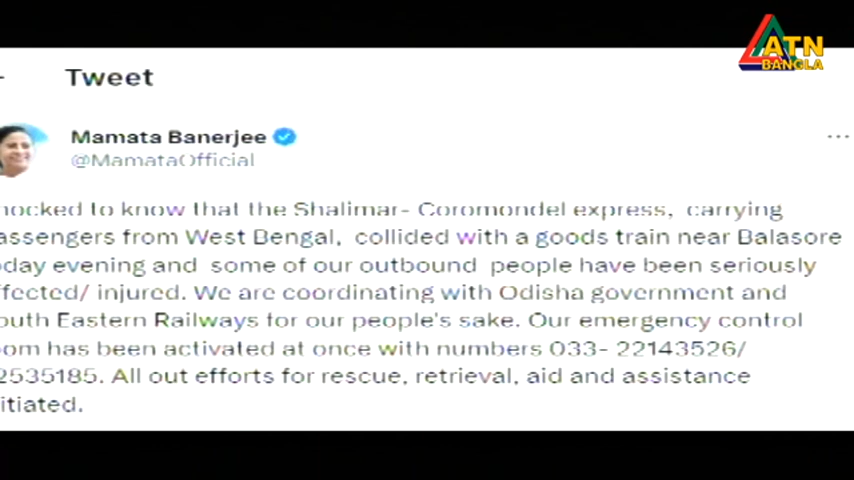 ATN
BANGLA
Tweet
Mamata Banerjee
@MamataOfficial
hocked to know that the Shalimar- Coromondel express, carrying
assengers from West Bengal, collided with a goods train near Balasore
day evening and some of our outbound people have been seriously
ffected/ injured. We are coordinating with Odisha government and
outh Eastern Railways for our people's sake. Our emergency control
om has been activated at once with numbers 033- 22143526/
2535185. All out efforts for rescue, retrieval, aid and assistance
itiated.